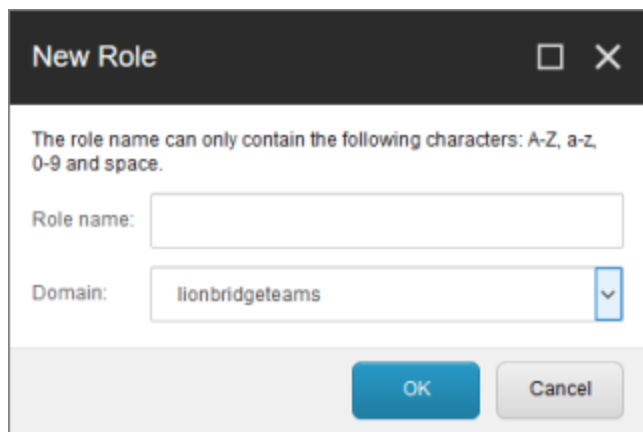 New Role
The role name can only contain the following characters: A-Z, a-z,
0-9 and space.
Role name:
Domain:
lionbridgeteams
OK
Cancel